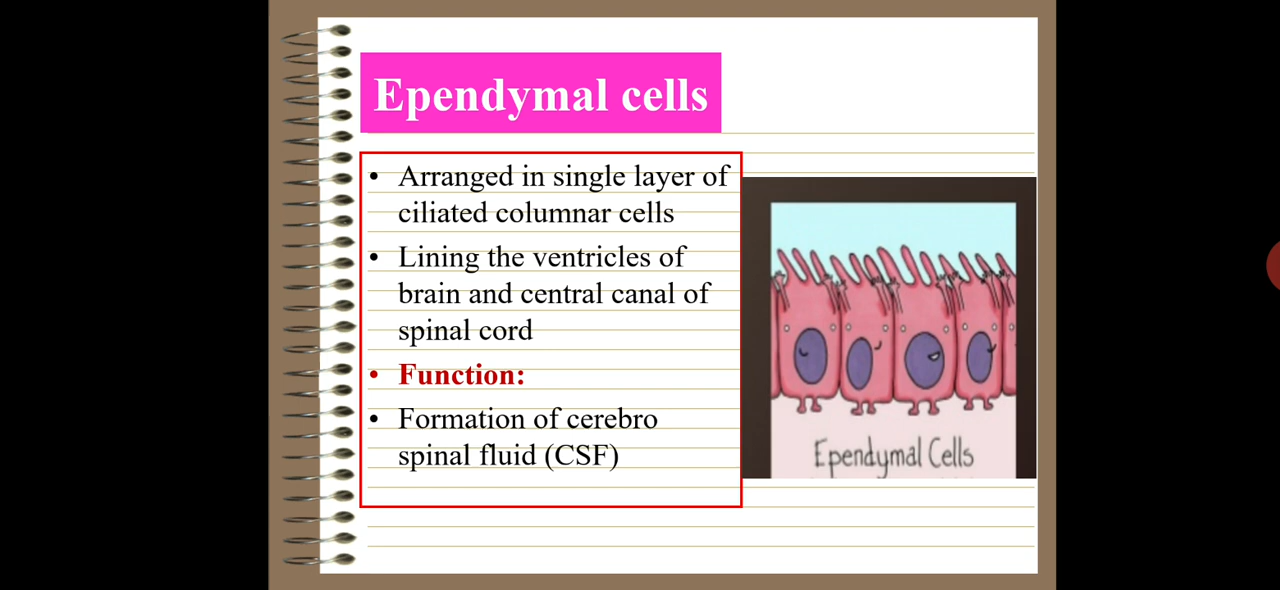 Ependymal cells
• Arranged in single layer of
ciliated columnar cells
• Lining the ventricles of
brain and central canal of
spinal cord
• Function:
• Formation of cerebro
spinal fluid (CSF)
Ependymal Cells